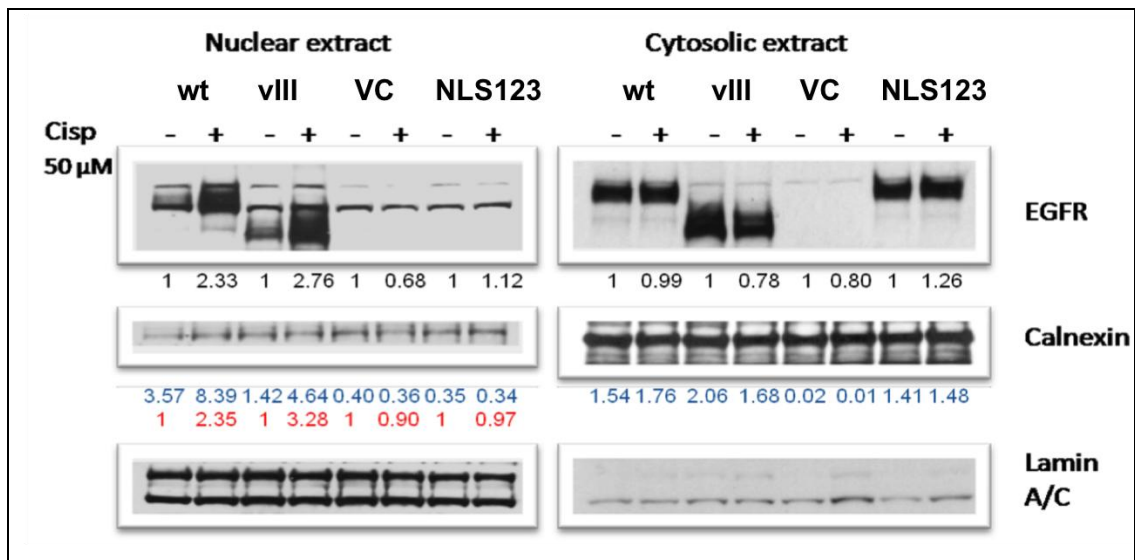 Nuclear extract Cytosolic extract
wt vIII VC NLS123 wt vIII VC NLS123
Cisp - + - + - + - + - + - + - + - +
50 µM
EGFR
1 2.33 1 2.76 1 0.68 1 1.12 1 0.99 1 0.78 1 0.80 1 1.26
Calnexin
3.57 8.39 1.42 4.64 0.40 0.36 0.35 0.34 1.54 1.76 2.06 1.68 0.02 0.01 1.41 1.48
1 2.35 1 3.28 1 0.90 1 0.97
Lamin
A/C